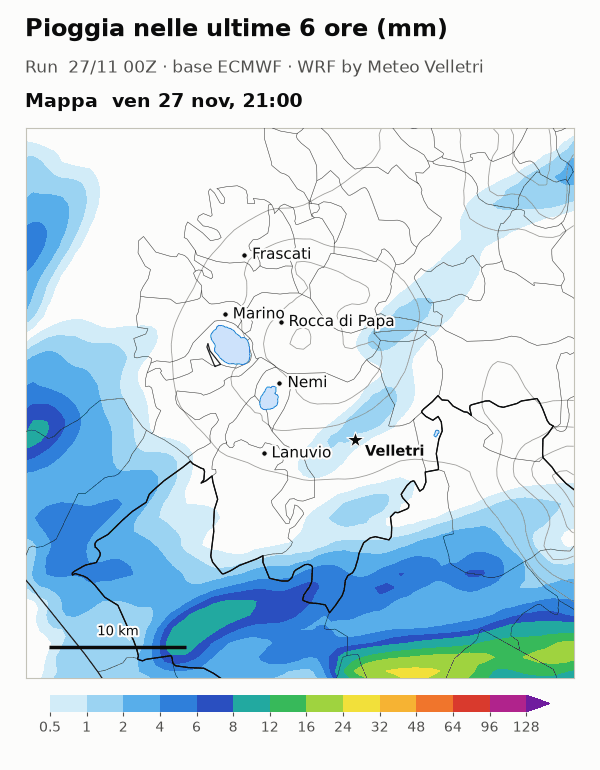 Pioggia nelle ultime 6 ore (mm)
Run  27/11 00Z · base ECMWF · WRF by Meteo Velletri
Mappa  ven 27 nov, 21:00
Frascati
Marino
Rocca di Papa
Nemi
Velletri
Lanuvio
10 km
0.5 1 2 4 6 8 12 16 24 32 48 64 96 128